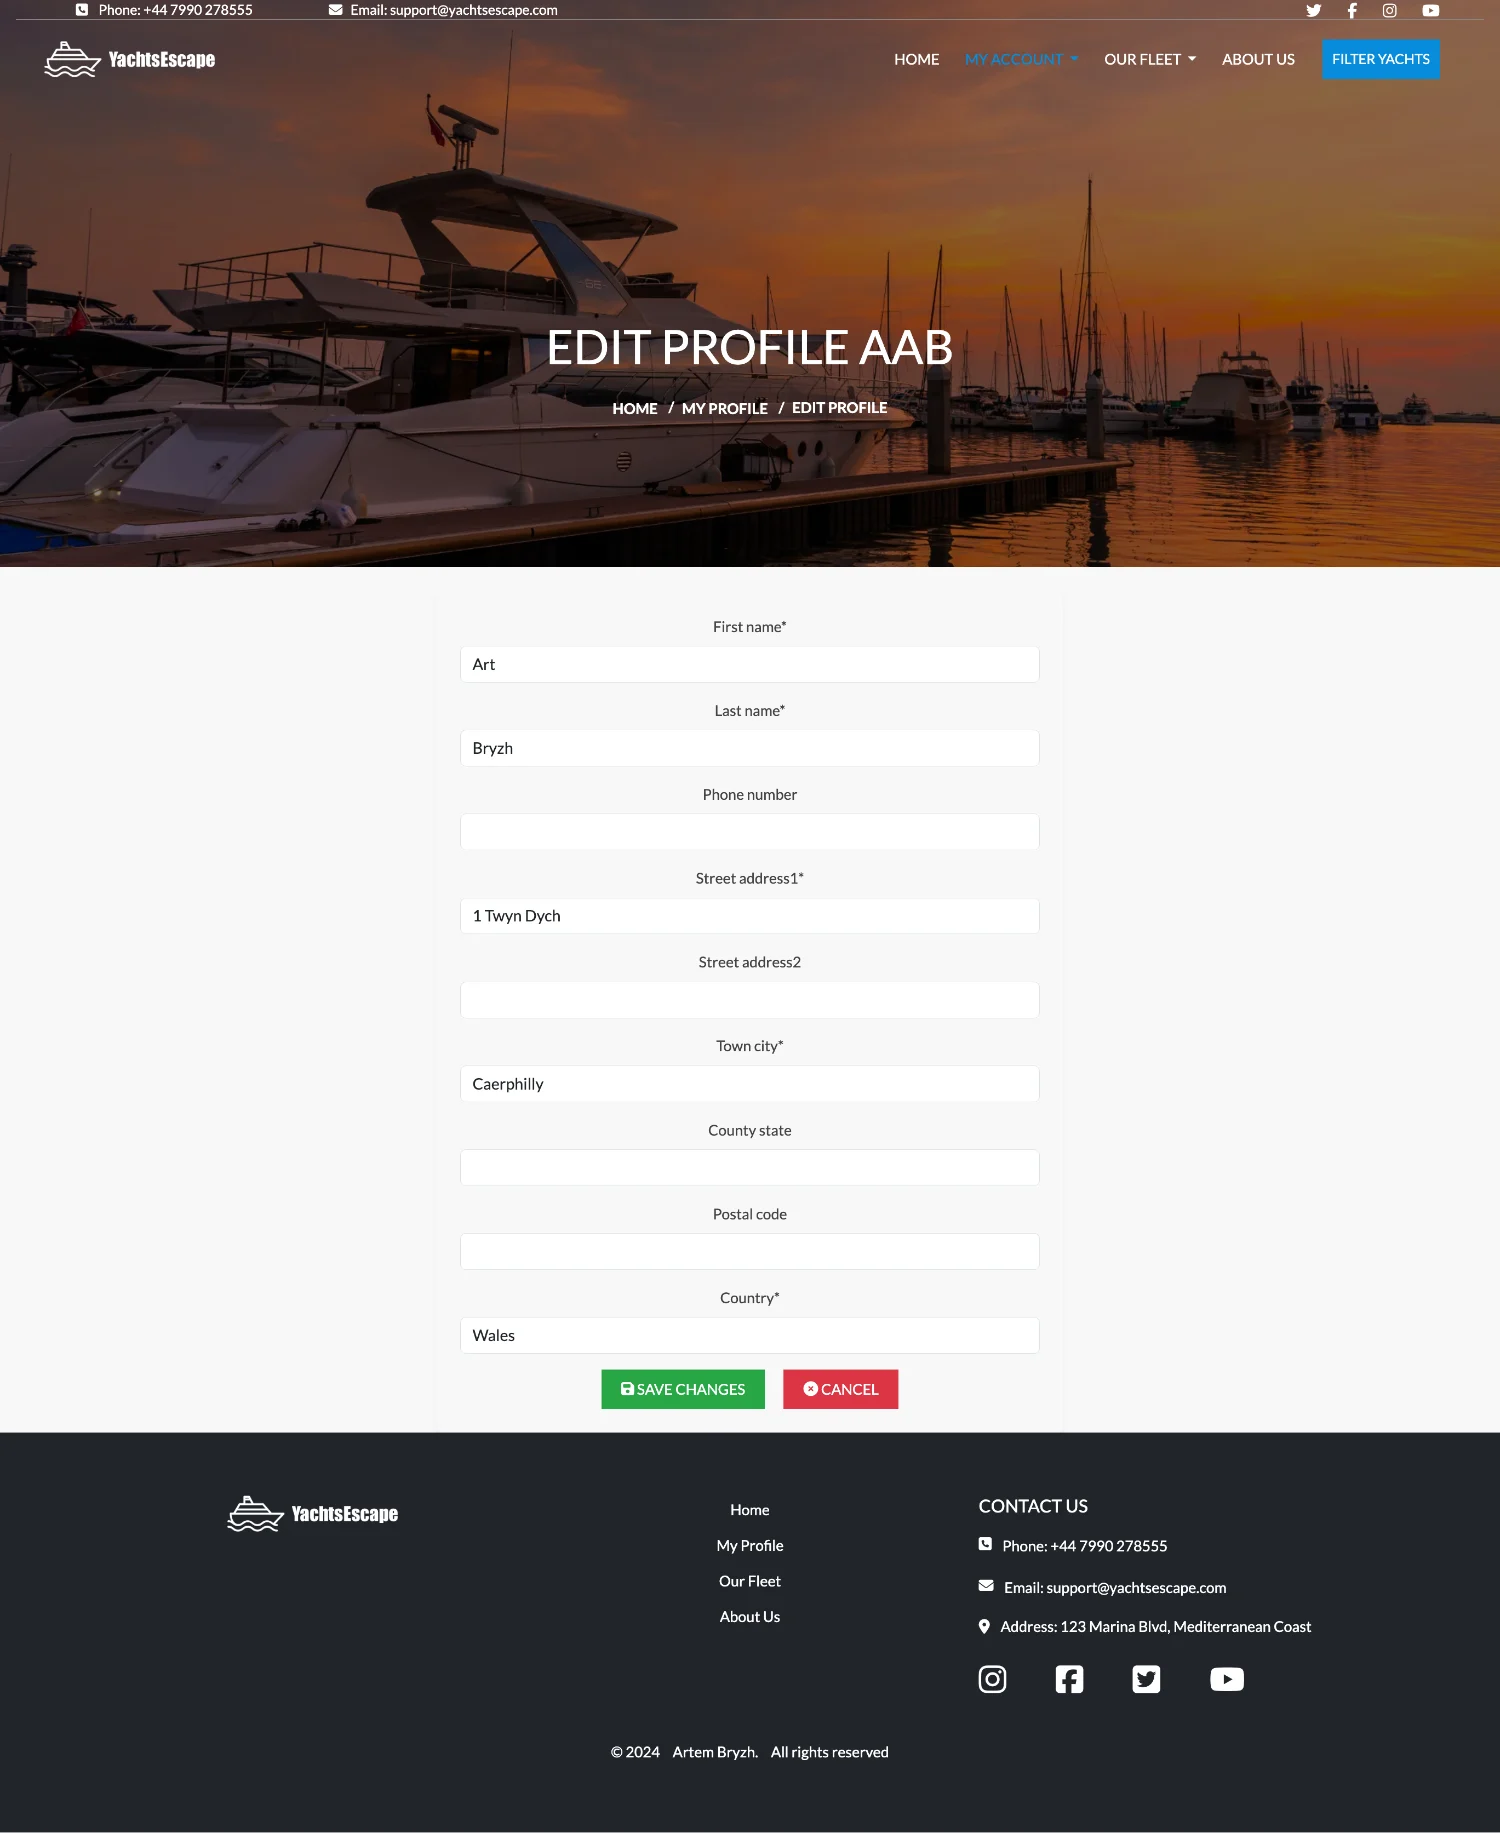 Phone: +44 7990 278555 Email: support@yachtsescape.com
YachtsEscape HOME MY ACCOUNT OUR FLEET ABOUT US FILTER YACHTS
EDIT PROFILE AAB
HOME / MY PROFILE / EDIT PROFILE
First name*
Art
Last name*
Bryzh
Phone number
Street address1*
1 Twyn Dych
Street address2
Town city*
Caerphilly
County state
Postal code
Country*
Wales
SAVE CHANGES CANCEL
YachtsEscape
Home
My Profile
Our Fleet
About Us
CONTACT US
Phone: +44 7990 278555
Email: support@yachtsescape.com
Address: 123 Marina Blvd, Mediterranean Coast
© 2024 Artem Bryzh. All rights reserved